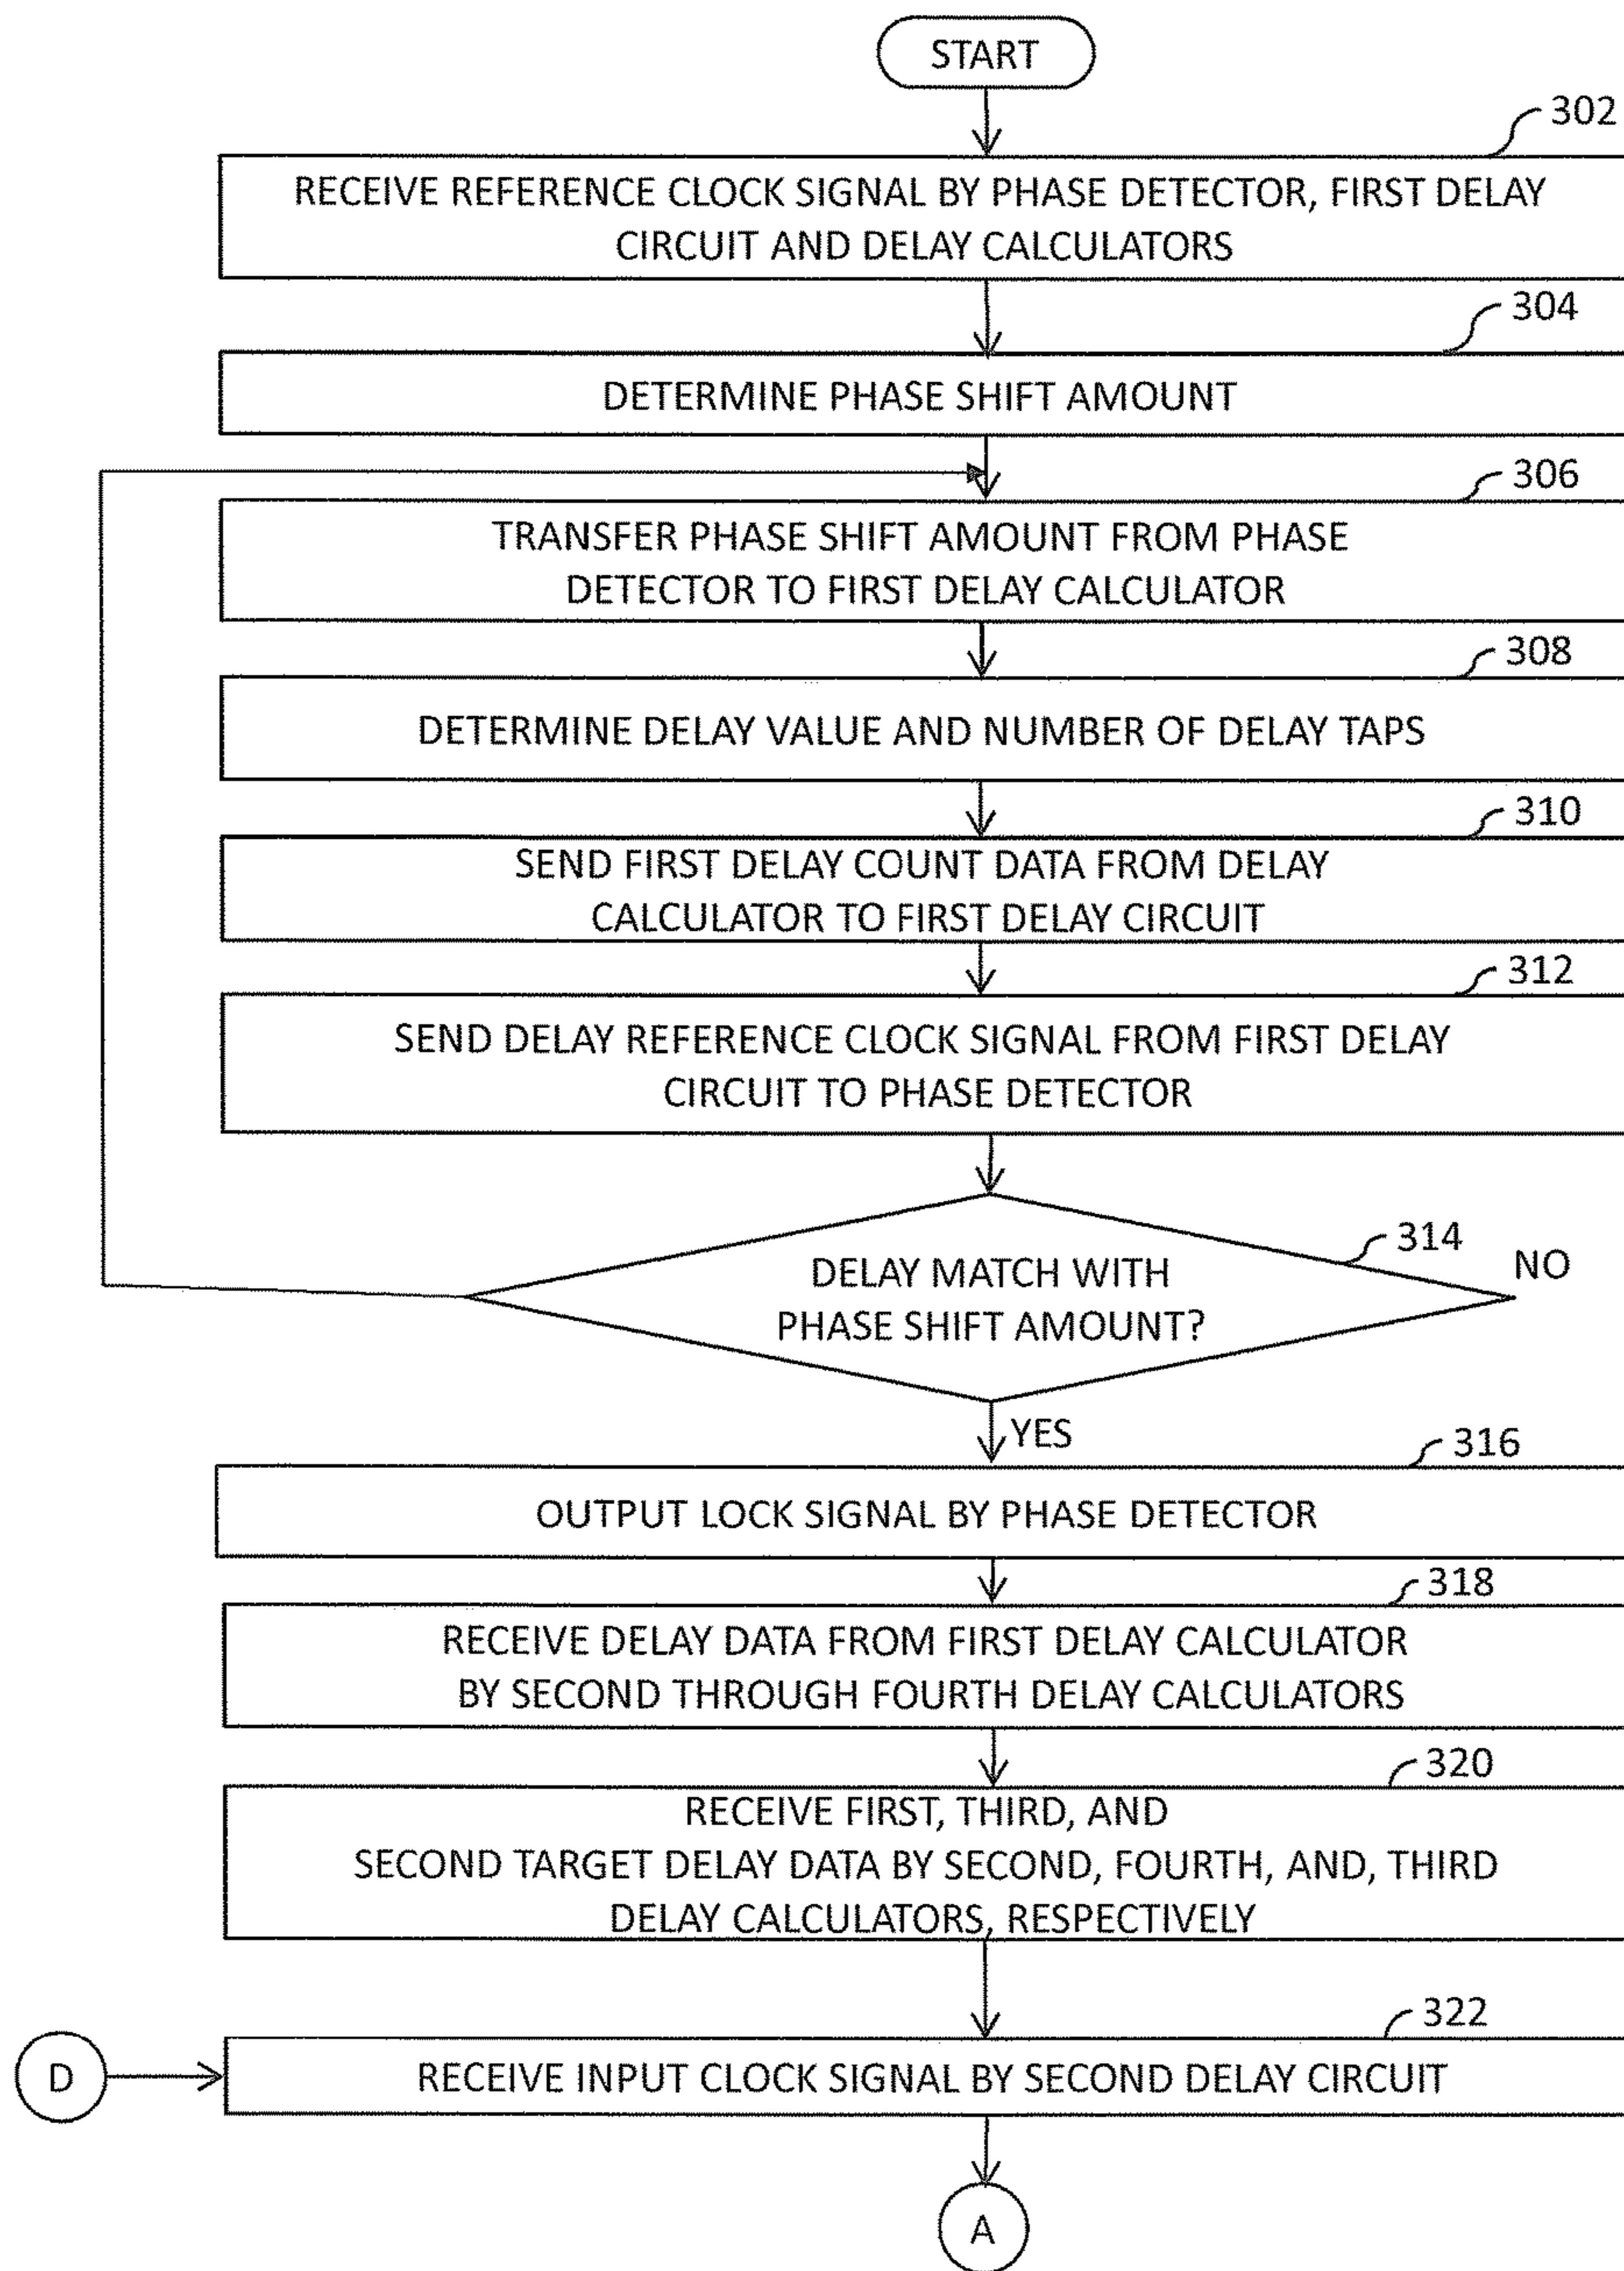 START
302
RECEIVE REFERENCE CLOCK SIGNAL BY PHASE DETECTOR, FIRST DELAY
CIRCUIT AND DELAY CALCULATORS
304
DETERMINE PHASE SHIFT AMOUNT
306
TRANSFER PHASE SHIFT AMOUNT FROM PHASE
DETECTOR TO FIRST DELAY CALCULATOR
308
DETERMINE DELAY VALUE AND NUMBER OF DELAY TAPS
310
SEND FIRST DELAY COUNT DATA FROM DELAY
CALCULATOR TO FIRST DELAY CIRCUIT
312
SEND DELAY REFERENCE CLOCK SIGNAL FROM FIRST DELAY
CIRCUIT TO PHASE DETECTOR
314
NO
DELAY MATCH WITH
PHASE SHIFT AMOUNT?
YES
316
OUTPUT LOCK SIGNAL BY PHASE DETECTOR
318
RECEIVE DELAY DATA FROM FIRST DELAY CALCULATOR
BY SECOND THROUGH FOURTH DELAY CALCULATORS
320
RECEIVE FIRST, THIRD, AND
SECOND TARGET DELAY DATA BY SECOND, FOURTH, AND, THIRD
DELAY CALCULATORS, RESPECTIVELY
322
D
RECEIVE INPUT CLOCK SIGNAL BY SECOND DELAY CIRCUIT
A